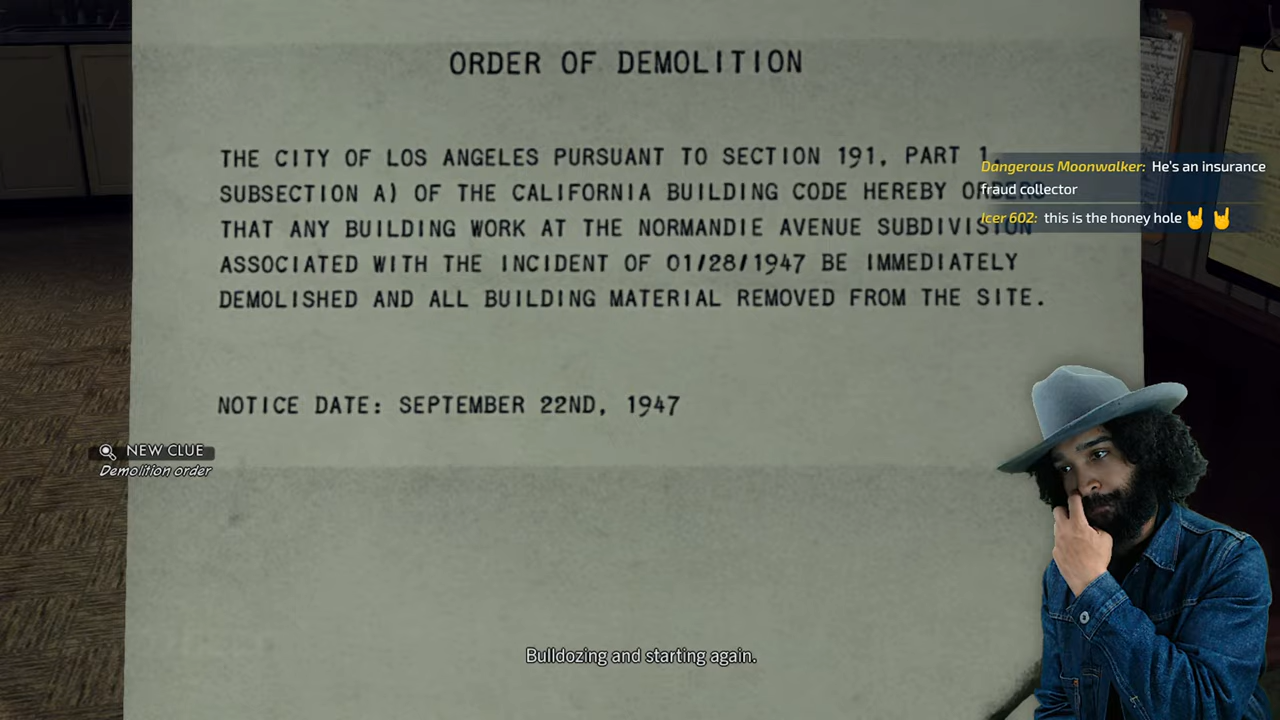 ORDER OF DEMOLITION
THE CITY OF LOS ANGELES PURSUANT TO SECTION 191, PART 1,
SUBSECTION A) OF THE CALIFORNIA BUILDING CODE HEREBY ORDERS
THAT ANY BUILDING WORK AT THE NORMANDIE AVENUE SUBDIVISION
ASSOCIATED WITH THE INCIDENT OF 01/28/1947 BE IMMEDIATELY
DEMOLISHED AND ALL BUILDING MATERIAL REMOVED FROM THE SITE.
NOTICE DATE: SEPTEMBER 22ND, 1947
Dangerous Moonwalker: He's an insurance
fraud collector
Icer 602: this is the honey hole 🤘 🤘
NEW CLUE
Demolition order
Bulldozing and starting again.